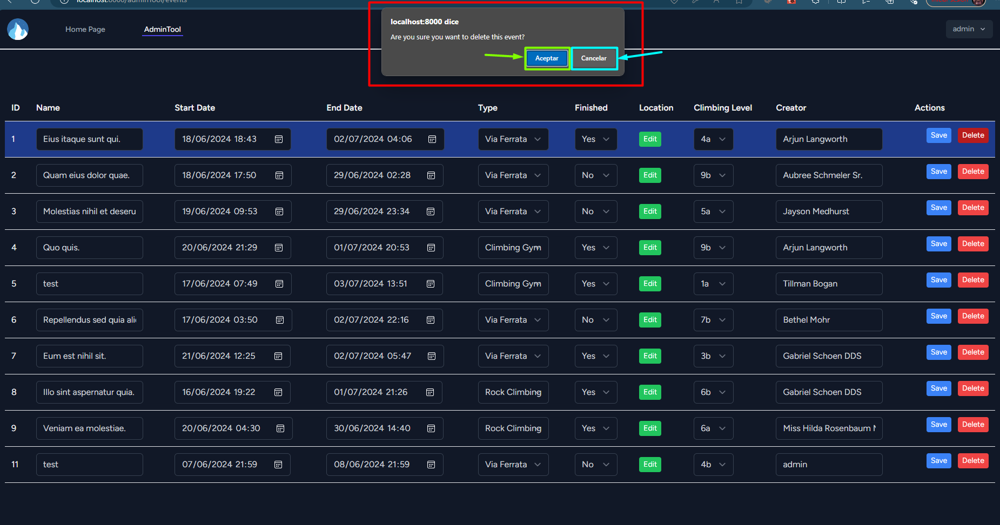 localhost:8000/adminTool/events
Home Page AdminTool admin
localhost:8000 dice
Are you sure you want to delete this event?
Aceptar Cancelar
ID Name Start Date End Date Type Finished Location Climbing Level Creator Actions
1 Eius itaque sunt qui. 18/06/2024 18:43 02/07/2024 04:06 Via Ferrata Yes Edit 4a Arjun Langworth Save Delete
2 Quam eius dolor quae. 18/06/2024 17:50 29/06/2024 02:28 Via Ferrata No Edit 9b Aubree Schmeler Sr. Save Delete
3 Molestias nihil et deseru 19/06/2024 09:53 29/06/2024 23:34 Via Ferrata No Edit 5a Jayson Medhurst Save Delete
4 Quo quis. 20/06/2024 21:29 01/07/2024 20:53 Climbing Gym Yes Edit 9b Arjun Langworth Save Delete
5 test 17/06/2024 07:49 03/07/2024 13:51 Climbing Gym Yes Edit 1a Tillman Bogan Save Delete
6 Repellendus sed quia ali 17/06/2024 03:50 02/07/2024 22:16 Via Ferrata No Edit 7b Bethel Mohr Save Delete
7 Eum est nihil sit. 21/06/2024 12:25 02/07/2024 05:47 Via Ferrata Yes Edit 3b Gabriel Schoen DDS Save Delete
8 Illo sint aspernatur quia. 16/06/2024 19:22 01/07/2024 21:26 Rock Climbing Yes Edit 6b Gabriel Schoen DDS Save Delete
9 Veniam ea molestiae. 20/06/2024 04:30 30/06/2024 14:40 Rock Climbing Yes Edit 6a Miss Hilda Rosenbaum Save Delete
11 test 07/06/2024 21:59 08/06/2024 21:59 Via Ferrata No Edit 4b admin Save Delete